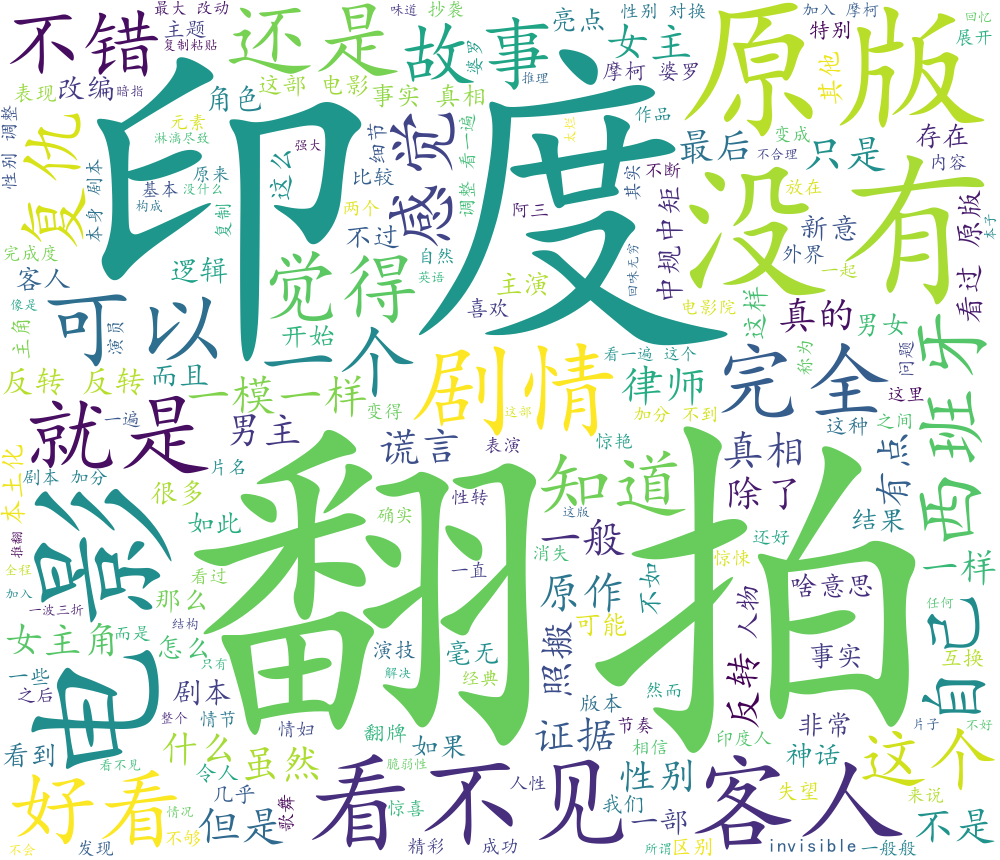 不错
还是
故事
原版
印度
没有
翻拍
电影
看不见
客人
剧情
可以
觉得
感觉
一个
就是
完全
西班牙
自己
这个
好看
知道
复仇
一模一样
律师
真相
除了
谎言
男主
女主
女主角
最后
只是
真的
反转 反转
而且
开始
逻辑
角色
改编
主题
表现
最大 改动
复制粘贴
暗指
这部 电影
事实 真相
味道
抄袭
亮点
性别 对换
加入 摩柯
特别
回忆
展开
婆罗
推理
摩柯 婆罗
其他
作品
变成
存在
内容
不合理
不断
其实
放在
新意
外界
一起
中规中矩
阿三
看过 原版
本子
性别 调整
元素
淋漓尽致
这么
强大
细节
看一遍
调整
比较
两个
不过
自然
英语
回味无穷
主演
喜欢
电影院
这样
男女
称为
问题
这里
这种
之间
有点
结果
一样
互换
任何
原来
没什么
基本
构成
剧本
本身
复制
完成度
客人
像是
主角
演员
本土化
一遍
剧本 加分
片名
很多
如此
性转
表演
惊艳
变得
这部
看一遍 这个
加分 不到
确实
一直
消失
这版
还好
惊悚
啥意思
推翻
全程
加入
一波三折
看过
那么
结构
而是
怎么
只有
一般
原作
不如
可能
人物
事实
反转
照搬
毫无
经典
演技
解决
一些
之后
剧本
整个
情节
情妇
翻牌
如果
版本
节奏
然而
相信
印度人
非常
神话
片子
不好
证据
什么
虽然
看到
看不见
令人
几乎
歌舞
脆弱性
惊喜
人性
性别
我们
一部
失望
来说
不是
但是
情况
不够
不会
发现
精彩
成功
所谓
区别
invisible
一般般